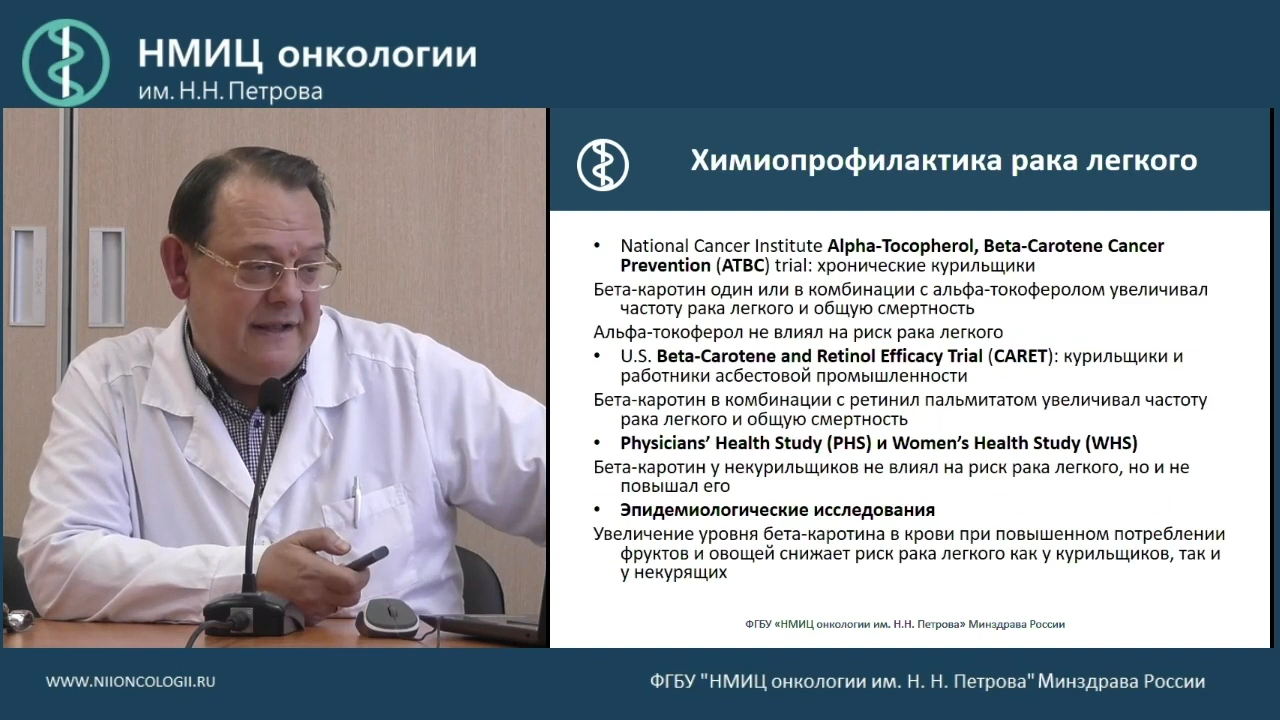 НМИЦ онкологии
им. Н.Н. Петрова
Химиопрофилактика рака легкого
• National Cancer Institute Alpha-Tocopherol, Beta-Carotene Cancer
Prevention (ATBC) trial: хронические курильщики
Бета-каротин один или в комбинации с альфа-токоферолом увеличивал
частоту рака легкого и общую смертность
Альфа-токоферол не влиял на риск рака легкого
• U.S. Beta-Carotene and Retinol Efficacy Trial (CARET): курильщики и
работники асбестовой промышленности
Бета-каротин в комбинации с ретинил пальмитатом увеличивал частоту
рака легкого и общую смертность
• Physicians’ Health Study (PHS) и Women’s Health Study (WHS)
Бета-каротин у некурильщиков не влиял на риск рака легкого, но и не
повышал его
• Эпидемиологические исследования
Увеличение уровня бета-каротина в крови при повышенном потреблении
фруктов и овощей снижает риск рака легкого как у курильщиков, так и
у некурящих
ФГБУ «НМИЦ онкологии им. Н.Н. Петрова» Минздрава России
WWW.NIIONCOLOGII.RU
ФГБУ "НМИЦ онкологии им. Н. Н. Петрова" Минздрава России